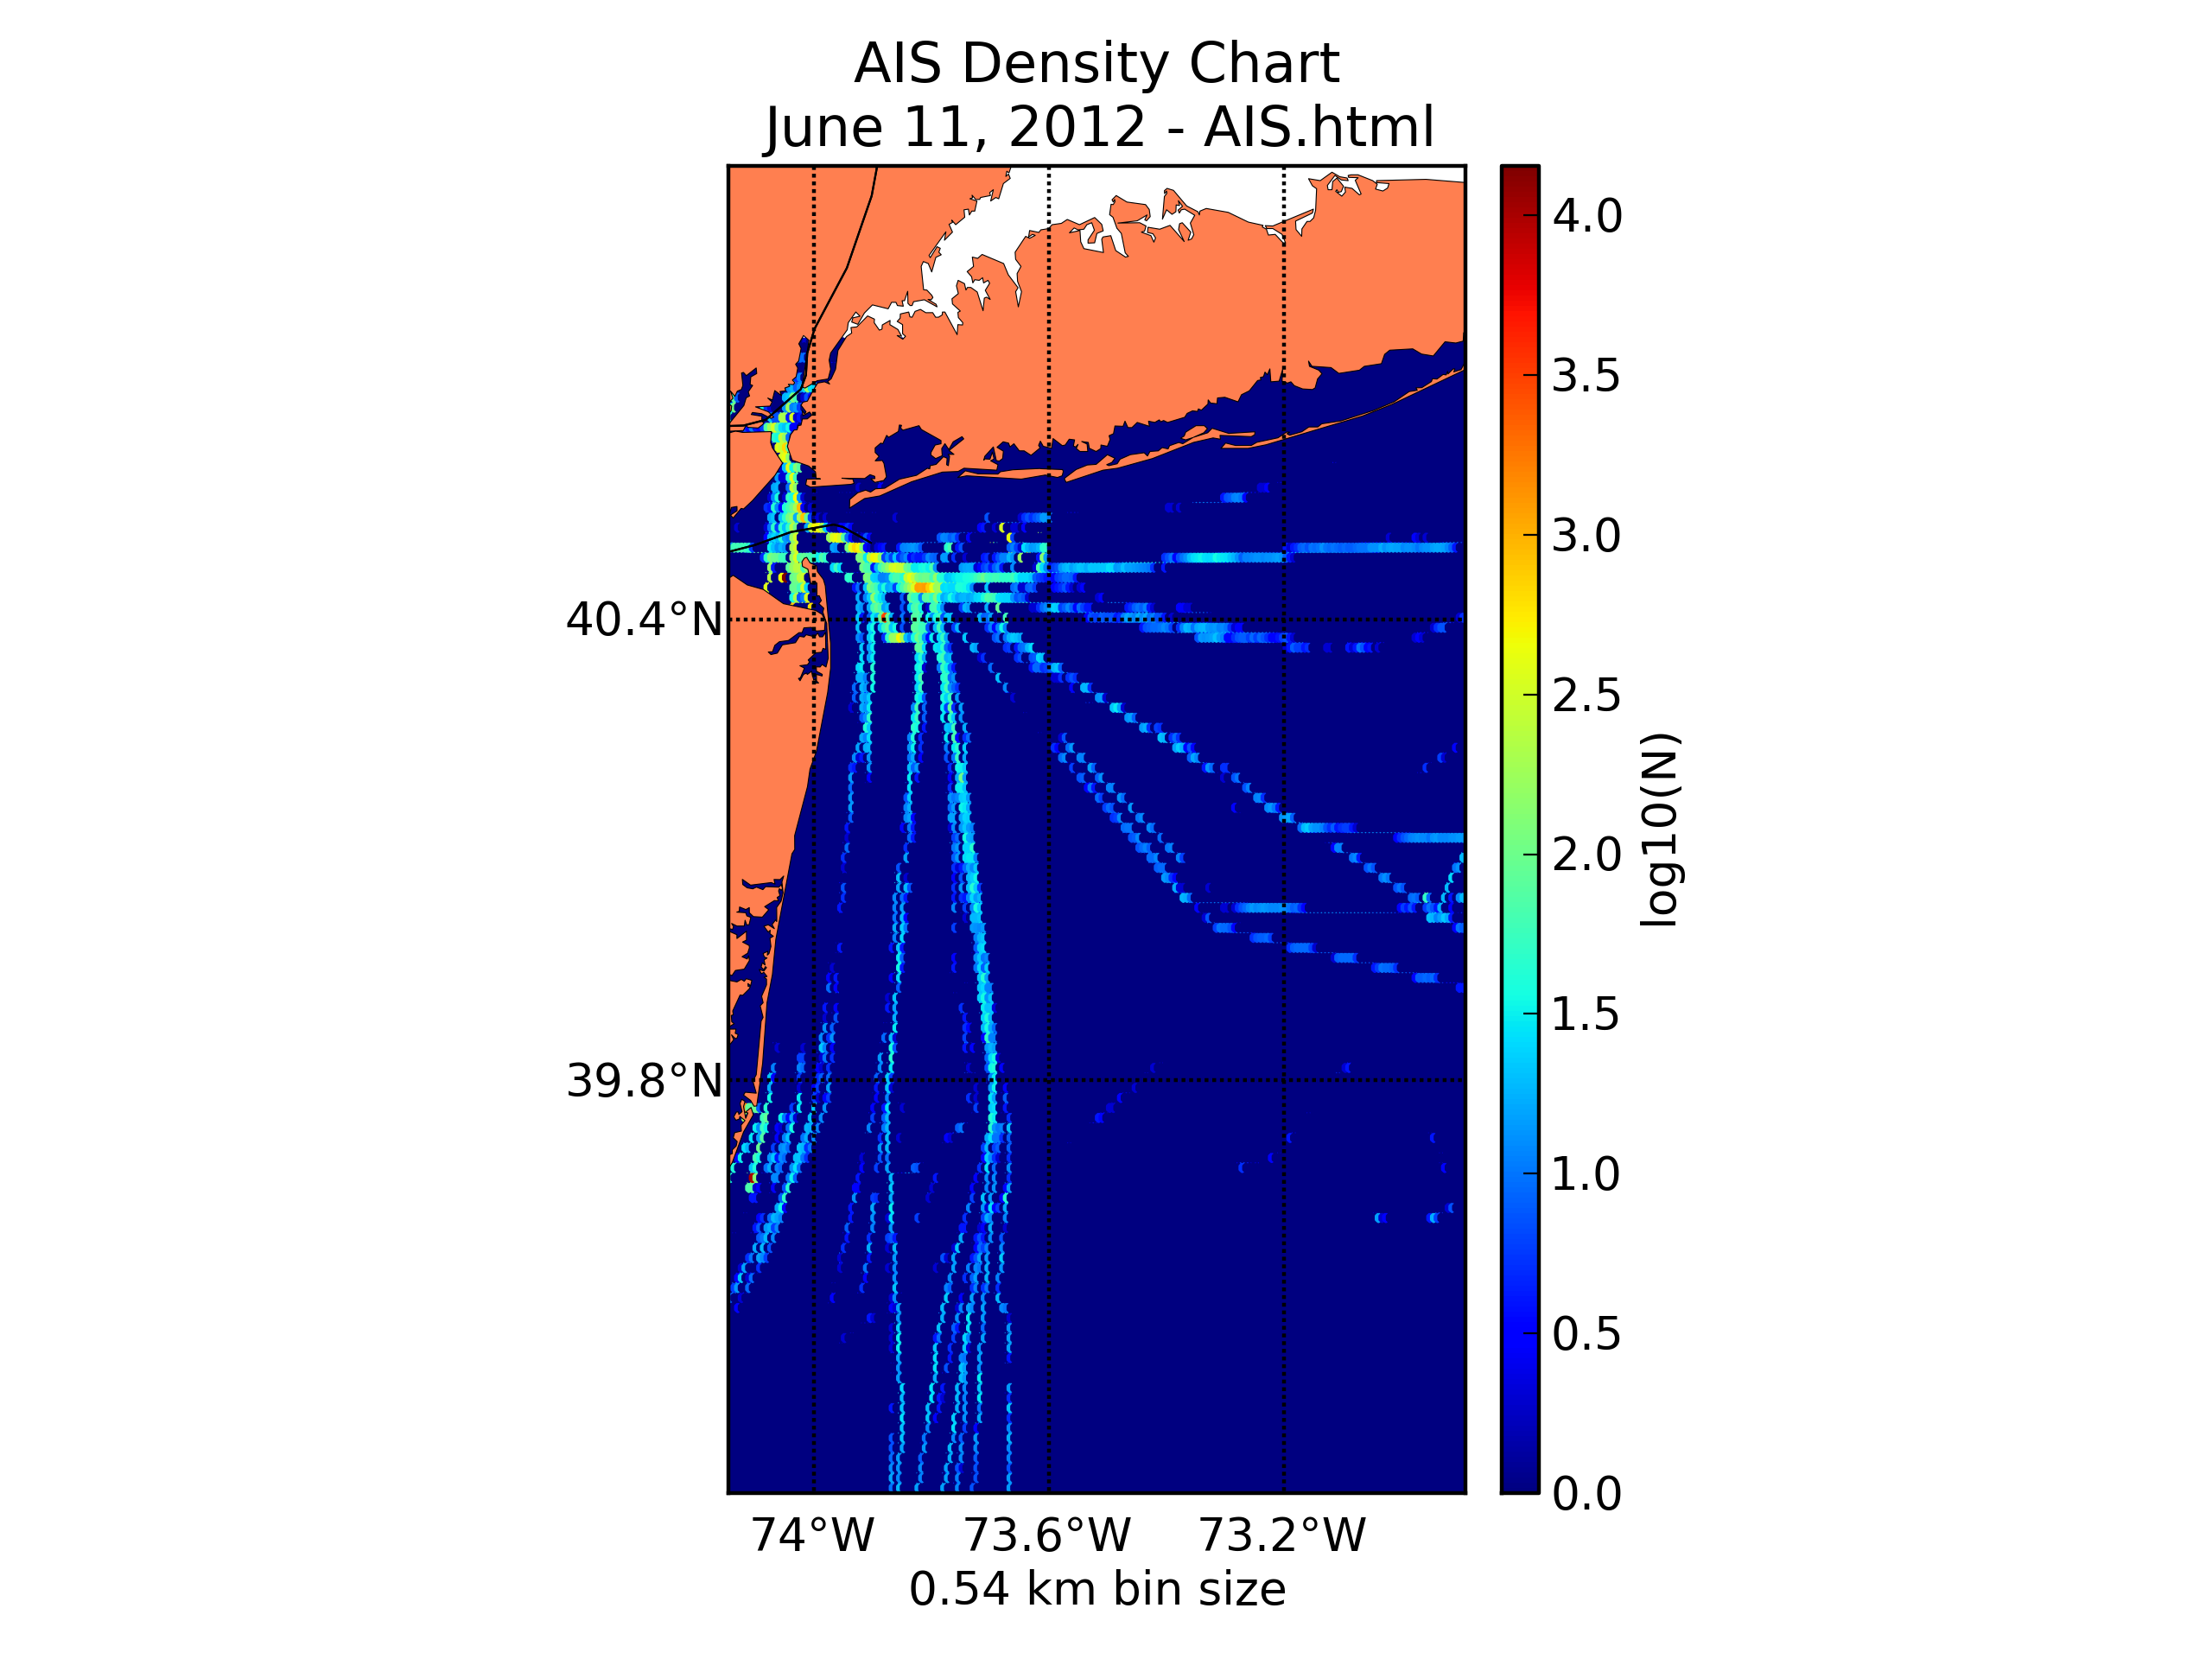 AIS Density Chart
June 11, 2012 - AIS.html
40.4°N
39.8°N
74°W
73.6°W
73.2°W
0.54 km bin size
4.0
3.5
3.0
2.5
2.0
1.5
1.0
0.5
0.0
log10(N)